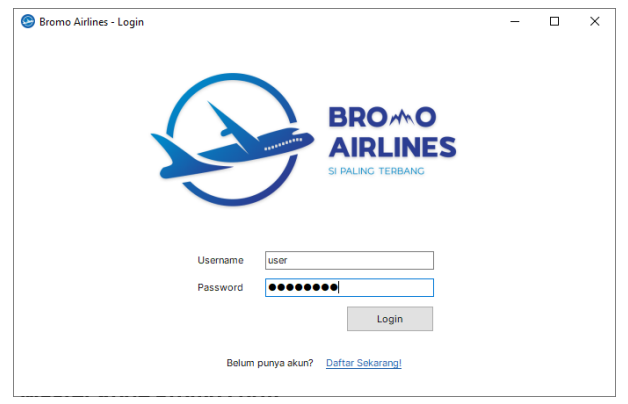 Bromo Airlines - Login
BROMO
AIRLINES
SI PALING TERBANG
Username user
Password ●●●●●●●●
Login
Belum punya akun? Daftar Sekarang!